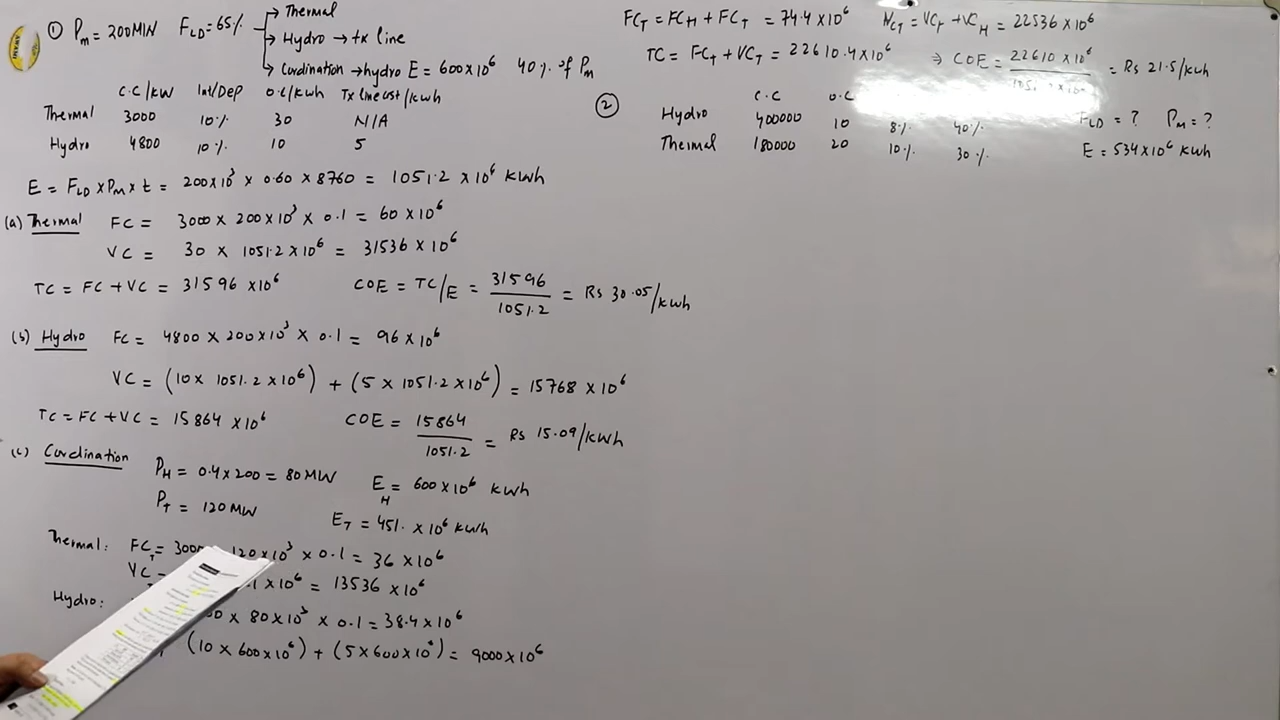 ① Pm = 200MW FLD = 65% → Thermal
→ Hydro → tx line
→ Cordination → hydro E = 600×10⁶ 40% of Pm
C.C/KW Int/Dep O.C/kWh Tx line cost/kwh
Thermal 3000 10% 30 N/A
Hydro 4800 10% 10 5
E = FLD × Pm × t = 200×10³ × 0.60 × 8760 = 1051.2 ×10⁶ kwh
(a) Thermal FC = 3000 × 200×10³ × 0.1 = 60×10⁶
VC = 30 × 1051.2×10⁶ = 31536 ×10⁶
TC = FC + VC = 31596 ×10⁶ COE = TC/E = 31596 / 1051.2 = Rs 30.05/kwh
(b) Hydro FC = 4800 × 200×10³ × 0.1 = 96×10⁶
VC = (10× 1051.2×10⁶) + (5 × 1051.2×10⁶) = 15768 ×10⁶
TC = FC + VC = 15864 ×10⁶ COE = 15864 / 1051.2 = Rs 15.09/kwh
(c) Cordination PH = 0.4×200 = 80MW EH = 600×10⁶ kwh
PT = 120MW ET = 451. ×10⁶ kwh
Thermal: FCT = 300 120×10³ × 0.1 = 36×10⁶
VC 1×10⁶ = 13536 ×10⁶
Hydro: 0 × 80×10³ × 0.1 = 38.4×10⁶
(10 × 600×10⁶) + (5×600×10⁶) = 9000×10⁶
FCT = FCH + FCT = 74.4×10⁶ = VCT + VCH = 22536×10⁶
TC = FCT + VCT = 22610.4×10⁶ ⇒ COE = 22610 ×10⁶ / 105 = Rs 21.5/kwh
② C.C O.C
Hydro 400000 10 8% 40% FLD = ? Pm = ?
Thermal 180000 20 10% 30% E = 534×10⁶ kwh